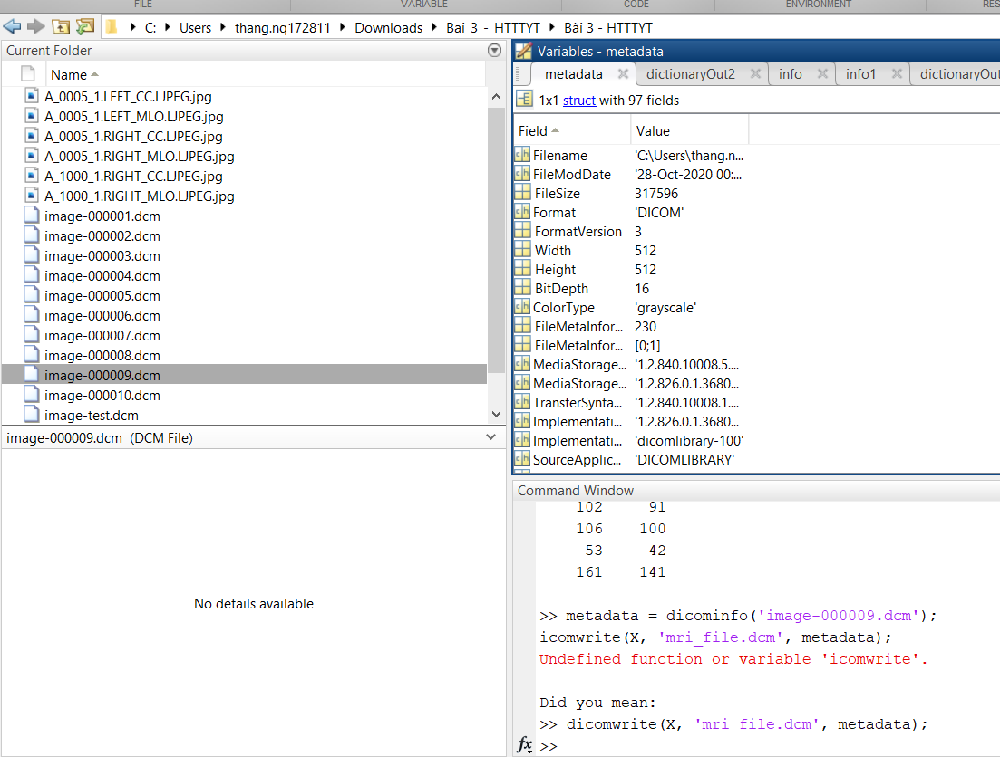 FILE VARIABLE CODE ENVIRONMENT RES
C: Users thang.nq172811 Downloads Bai_3_-_HTTTYT Bài 3 - HTTTYT
Current Folder
Name
A_0005_1.LEFT_CC.LJPEG.jpg
A_0005_1.LEFT_MLO.LJPEG.jpg
A_0005_1.RIGHT_CC.LJPEG.jpg
A_0005_1.RIGHT_MLO.LJPEG.jpg
A_1000_1.RIGHT_CC.LJPEG.jpg
A_1000_1.RIGHT_MLO.LJPEG.jpg
image-000001.dcm
image-000002.dcm
image-000003.dcm
image-000004.dcm
image-000005.dcm
image-000006.dcm
image-000007.dcm
image-000008.dcm
image-000009.dcm
image-000010.dcm
image-test.dcm
image-000009.dcm (DCM File)
No details available
Variables - metadata
metadata dictionaryOut2 info info1 dictionaryOut
1x1 struct with 97 fields
Field Value
Filename 'C:\Users\thang.n...
FileModDate '28-Oct-2020 00:...
FileSize 317596
Format 'DICOM'
FormatVersion 3
Width 512
Height 512
BitDepth 16
ColorType 'grayscale'
FileMetaInfor... 230
FileMetaInfor... [0;1]
MediaStorage... '1.2.840.10008.5....
MediaStorage... '1.2.826.0.1.3680...
TransferSynta... '1.2.840.10008.1....
Implementati... '1.2.826.0.1.3680...
Implementati... 'dicomlibrary-100'
SourceApplic... 'DICOMLIBRARY'
Command Window
102 91
106 100
53 42
161 141
>> metadata = dicominfo('image-000009.dcm');
icomwrite(X, 'mri_file.dcm', metadata);
Undefined function or variable 'icomwrite'.
Did you mean:
>> dicomwrite(X, 'mri_file.dcm', metadata);
fx >>